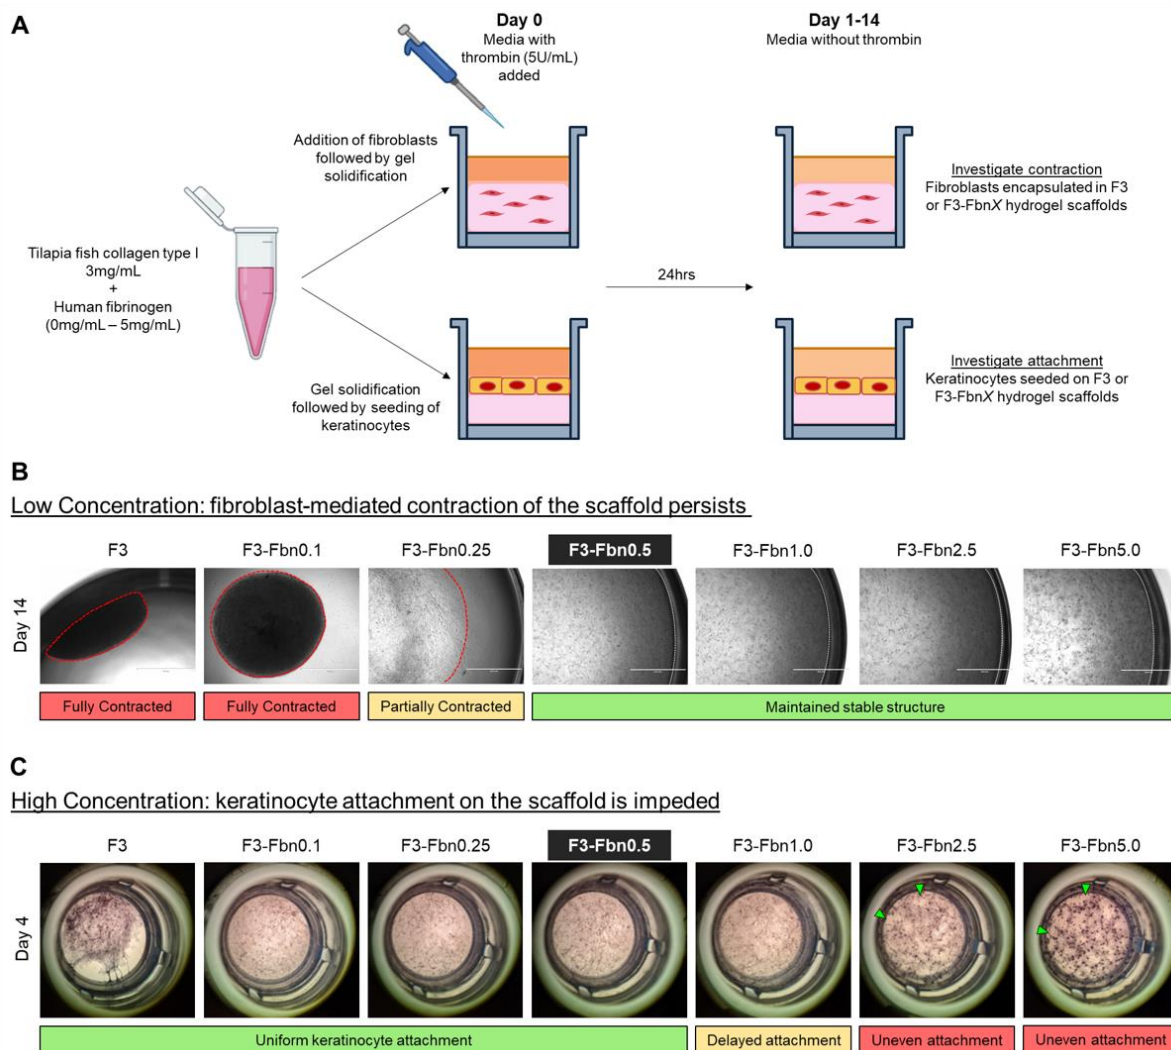 A
Day 0
Media with
thrombin (5U/mL)
added
Day 1-14
Media without thrombin
Addition of fibroblasts
followed by gel
solidification
Investigate contraction
Fibroblasts encapsulated in F3
or F3-FbnX hydrogel scaffolds
Tilapia fish collagen type I
3mg/mL
+
Human fibrinogen
(0mg/mL – 5mg/mL)
24hrs
Gel solidification
followed by seeding of
keratinocytes
Investigate attachment
Keratinocytes seeded on F3 or
F3-FbnX hydrogel scaffolds
B
Low Concentration: fibroblast-mediated contraction of the scaffold persists
F3 F3-Fbn0.1 F3-Fbn0.25 F3-Fbn0.5 F3-Fbn1.0 F3-Fbn2.5 F3-Fbn5.0
Day 14
Fully Contracted Fully Contracted Partially Contracted Maintained stable structure
C
High Concentration: keratinocyte attachment on the scaffold is impeded
F3 F3-Fbn0.1 F3-Fbn0.25 F3-Fbn0.5 F3-Fbn1.0 F3-Fbn2.5 F3-Fbn5.0
Day 4
Uniform keratinocyte attachment Delayed attachment Uneven attachment Uneven attachment